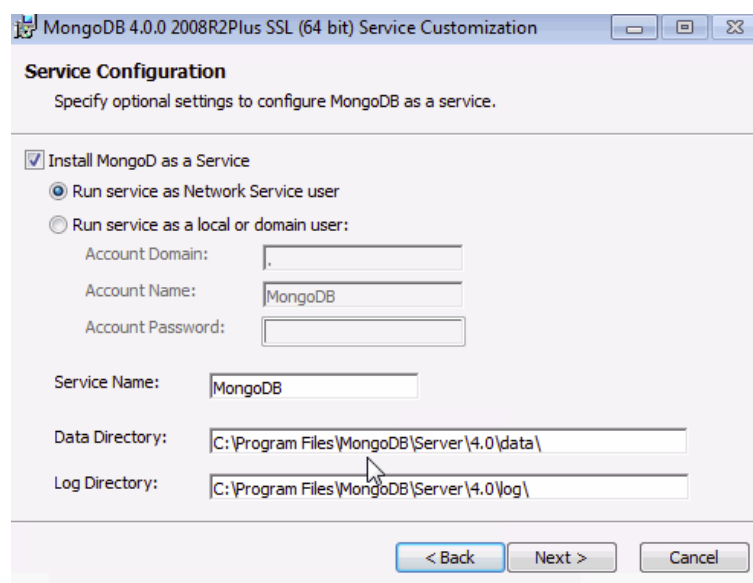 MongoDB 4.0.0 2008R2Plus SSL (64 bit) Service Customization
Service Configuration
Specify optional settings to configure MongoDB as a service.
Install MongoD as a Service
Run service as Network Service user
Run service as a local or domain user:
Account Domain: .
Account Name: MongoDB
Account Password:
Service Name: MongoDB
Data Directory: C:\Program Files\MongoDB\Server\4.0\data\
Log Directory: C:\Program Files\MongoDB\Server\4.0\log\
< Back Next > Cancel